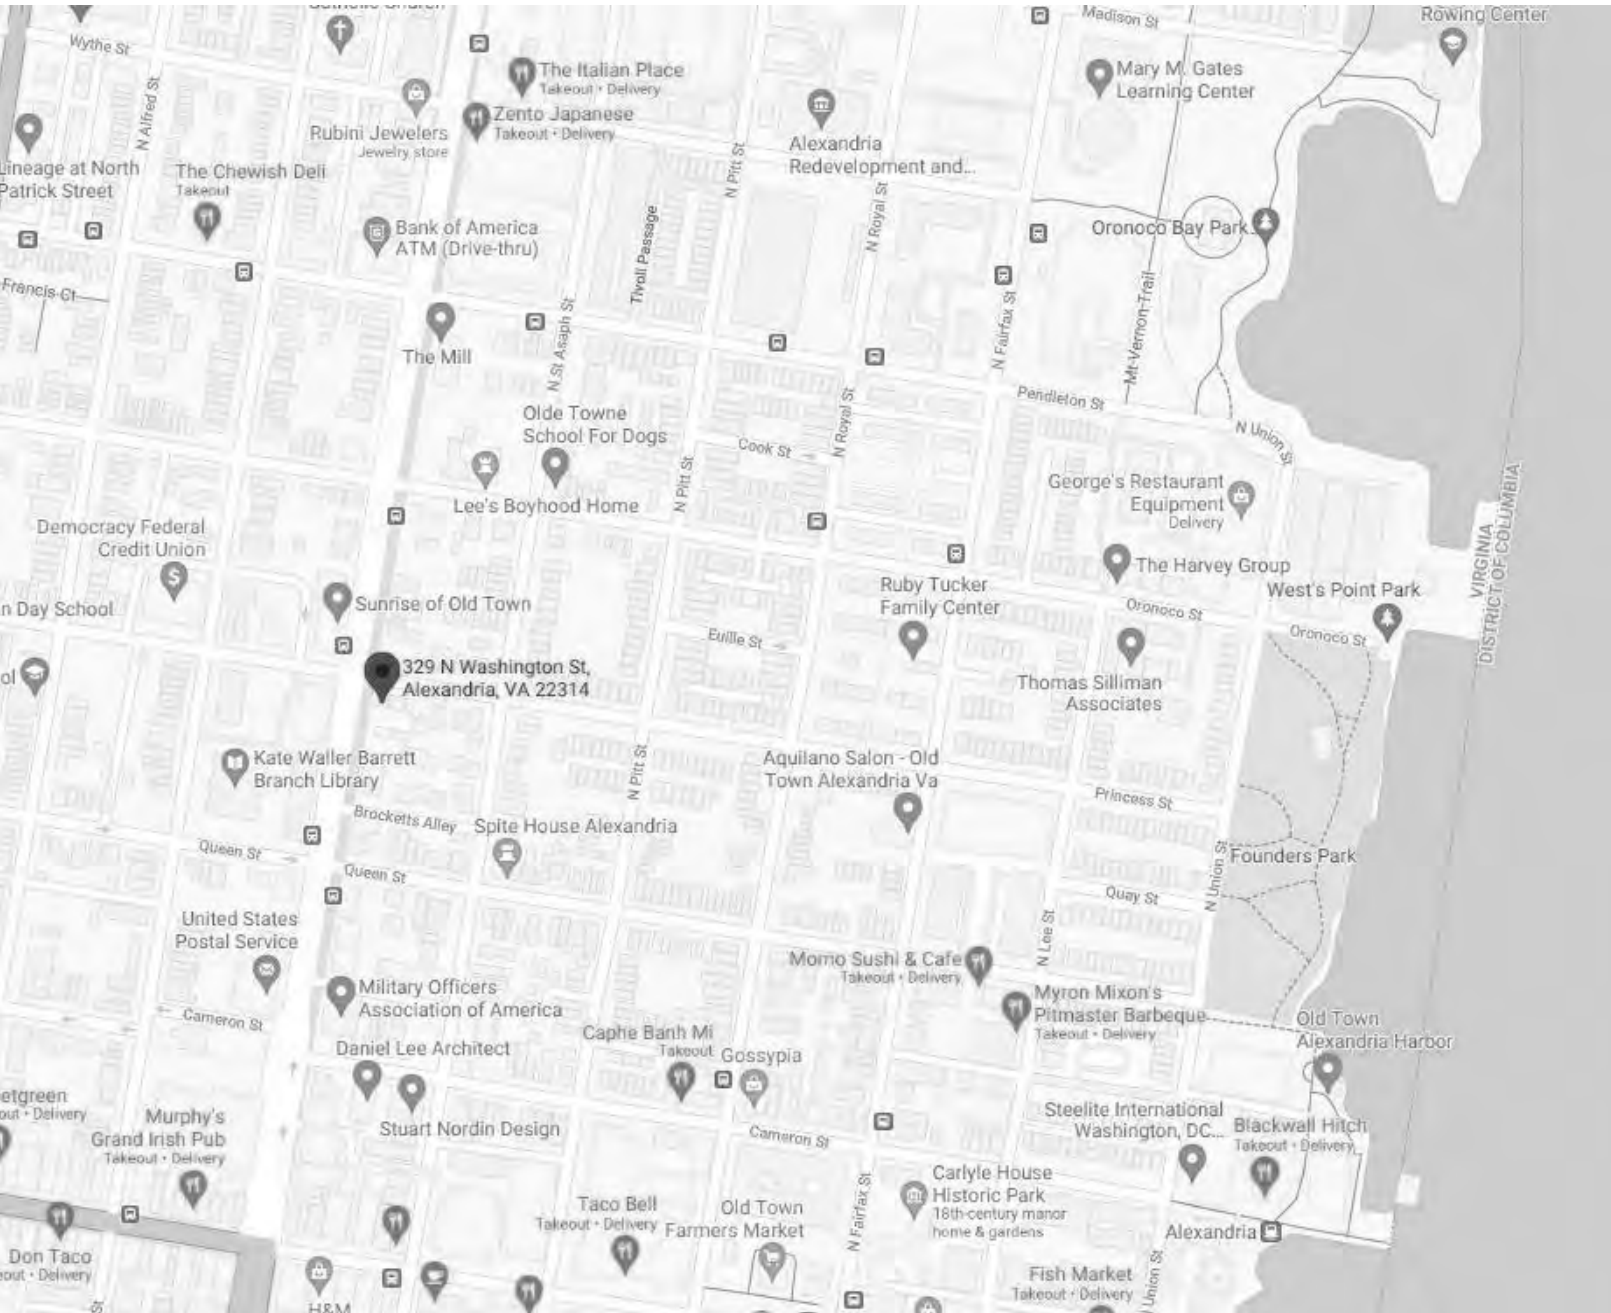 Catholic Church
Madison St
Rowing Center
Wythe St
N Alfred St
The Italian Place
Takeout • Delivery
Zento Japanese
Takeout • Delivery
Mary M. Gates
Learning Center
Rubini Jewelers
Jewelry store
Alexandria
Redevelopment and...
N Pitt St
N Royal St
Lineage at North
Patrick Street
The Chewish Deli
Takeout
Bank of America
ATM (Drive-thru)
Tivoli Passage
Oronoco Bay Park
Francis Ct
N St Asaph St
N Fairfax St
Mt Vernon Trail
The Mill
Pendleton St
Olde Towne
School For Dogs
N Royal St
Cook St
N Union St
N Pitt St
Lee's Boyhood Home
George's Restaurant
Equipment
Delivery
VIRGINIA
DISTRICT OF COLUMBIA
Democracy Federal
Credit Union
The Harvey Group
West's Point Park
n Day School
Sunrise of Old Town
Ruby Tucker
Family Center
Oronoco St
Oronoco St
Euille St
ol
329 N Washington St,
Alexandria, VA 22314
Thomas Silliman
Associates
Kate Waller Barrett
Branch Library
N Pitt St
Aquilano Salon - Old
Town Alexandria Va
Princess St
Brocketts Alley
Spite House Alexandria
Queen St
Queen St
Founders Park
N Union St
Quay St
United States
Postal Service
N Lee St
Momo Sushi & Cafe
Takeout • Delivery
Military Officers
Association of America
Myron Mixon's
Pitmaster Barbeque
Takeout • Delivery
Cameron St
Old Town
Alexandria Harbor
Caphe Banh Mi
Takeout
Gossypia
Daniel Lee Architect
etgreen
out • Delivery
Murphy's
Grand Irish Pub
Takeout • Delivery
Stuart Nordin Design
Steelite International
Washington, DC...
Blackwall Hitch
Takeout • Delivery
Cameron St
Carlyle House
Historic Park
18th-century manor
home & gardens
Taco Bell
Takeout • Delivery
Old Town
Farmers Market
N Fairfax St
Alexandria
Don Taco
eout • Delivery
Fish Market
Takeout • Delivery
Union St
H&M
St